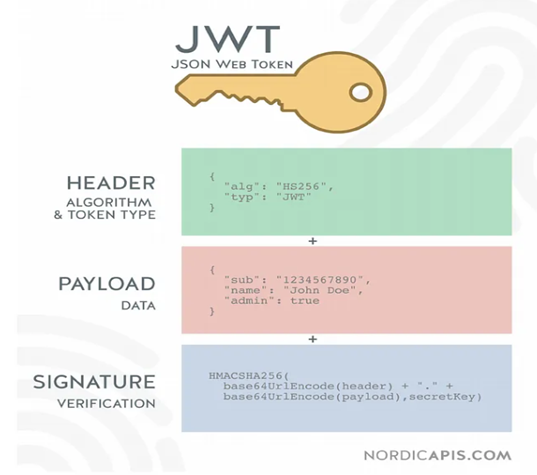 JWT
JSON WEB TOKEN
HEADER
ALGORITHM
& TOKEN TYPE
{
"alg": "HS256",
"typ": "JWT"
}
+
PAYLOAD
DATA
{
"sub": "1234567890",
"name": "John Doe",
"admin": true
}
+
SIGNATURE
VERIFICATION
HMACSHA256(
base64UrlEncode(header) + "." +
base64UrlEncode(payload),secretKey)
NORDICAPIS.COM